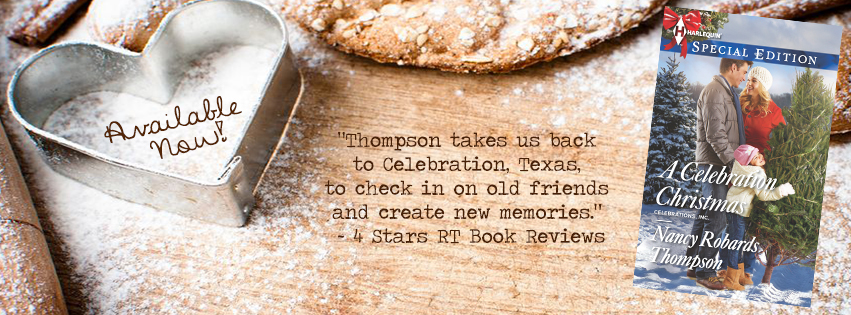 Available
Now!
"Thompson takes us back
to Celebration, Texas,
to check in on old friends
and create new memories."
- 4 Stars RT Book Reviews
HARLEQUIN
SPECIAL EDITION
A Celebration
Christmas
CELEBRATIONS, INC.
Nancy Robards
Thompson